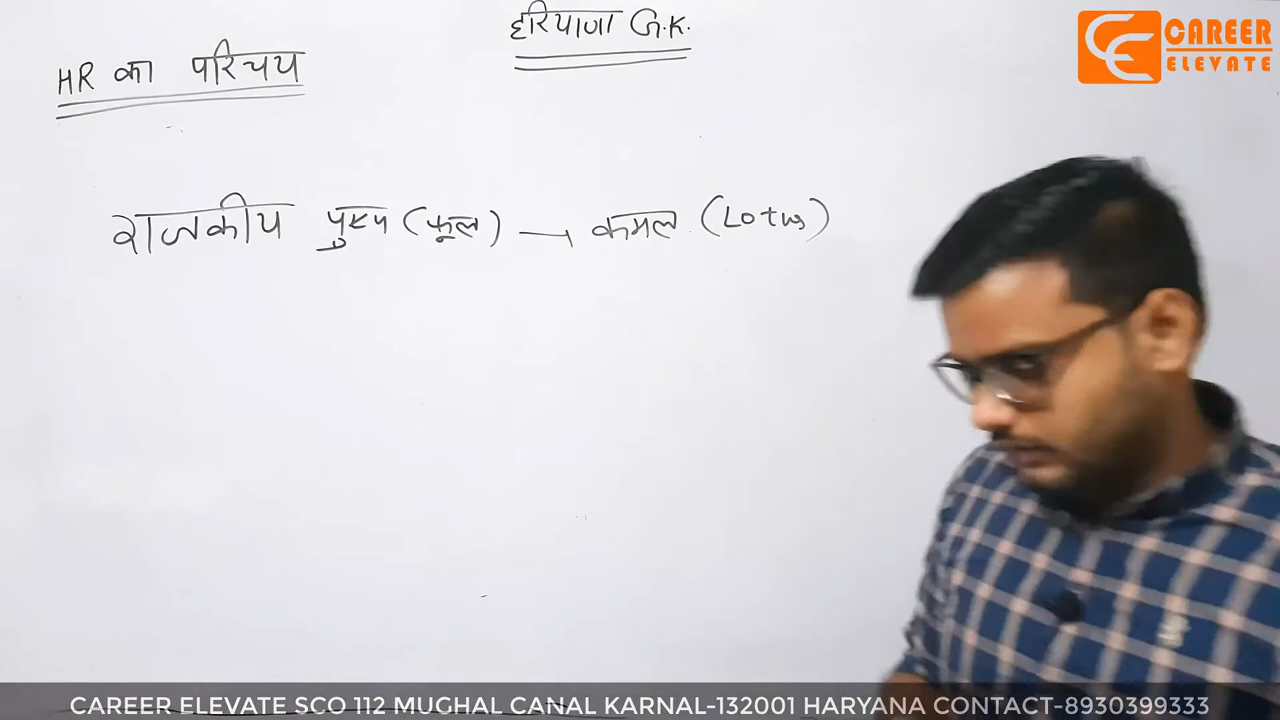 हरियाणा G.K.
HR का परिचय
CAREER
ELEVATE
राजकीय पुष्प (फूल) → कमल (Lotus)
CAREER ELEVATE SCO 112 MUGHAL CANAL KARNAL-132001 HARYANA CONTACT-8930399333